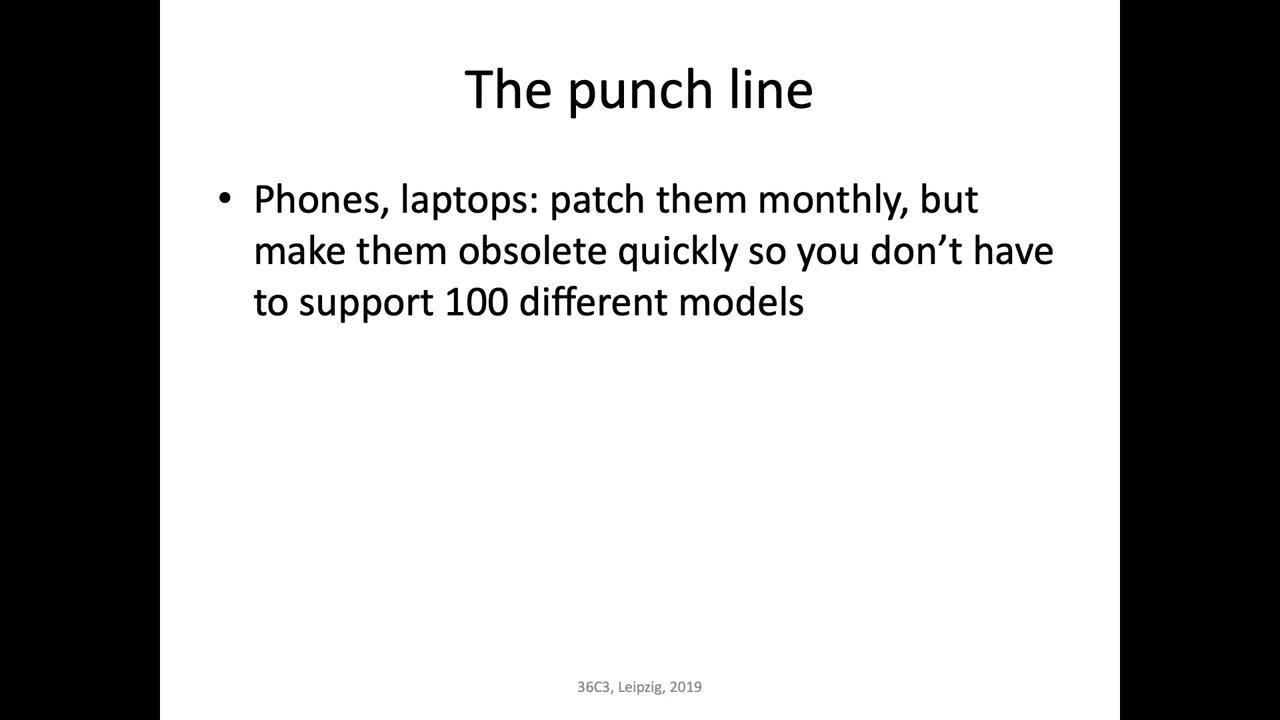 The punch line
• Phones, laptops: patch them monthly, but
make them obsolete quickly so you don’t have
to support 100 different models
36C3, Leipzig, 2019